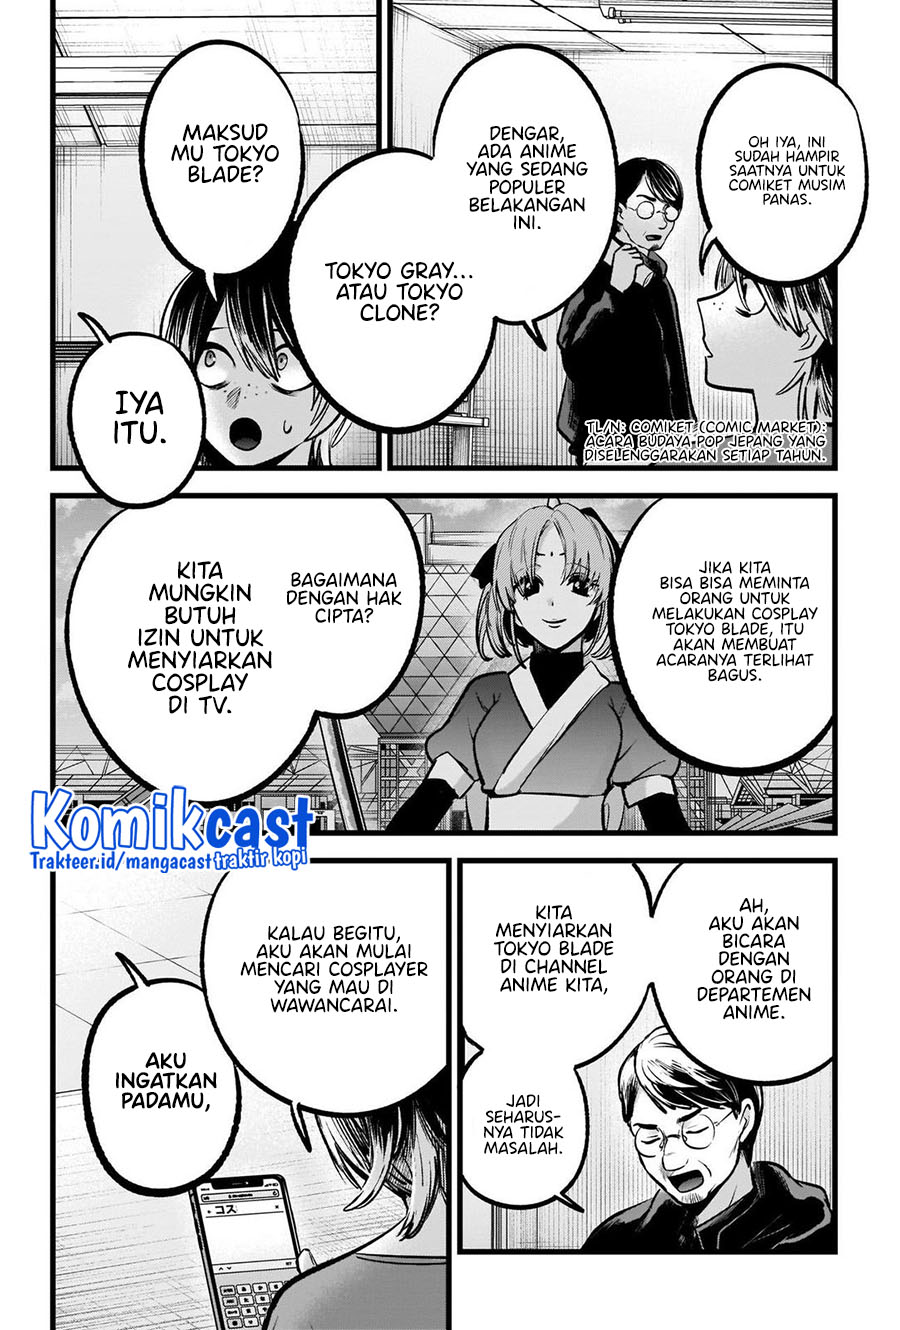 OH IYA, INI
SUDAH HAMPIR
SAATNYA UNTUK
COMIKET MUSIM
PANAS.
DENGAR,
ADA ANIME
YANG SEDANG
POPULER
BELAKANGAN
INI.
TOKYO GRAY...
ATAU TOKYO
CLONE?
TL/N: COMIKET (COMIC MARKET):
ACARA BUDAYA POP JEPANG YANG
DISELENGGARAKAN SETIAP TAHUN.
MAKSUD
MU TOKYO
BLADE?
IYA
ITU.
JIKA KITA
BISA BISA MEMINTA
ORANG UNTUK
MELAKUKAN COSPLAY
TOKYO BLADE, ITU
AKAN MEMBUAT
ACARANYA TERLIHAT
BAGUS.
BAGAIMANA
DENGAN HAK
CIPTA?
KITA
MUNGKIN
BUTUH
IZIN UNTUK
MENYIARKAN
COSPLAY
DI TV.
Komikcast
Trakteer.id/mangacast traktir kopi
AH,
AKU AKAN
BICARA
DENGAN
ORANG DI
DEPARTEMEN
ANIME.
KITA
MENYIARKAN
TOKYO BLADE
DI CHANNEL
ANIME KITA,
JADI
SEHARUS-
NYA TIDAK
MASALAH.
KALAU BEGITU,
AKU AKAN MULAI
MENCARI COSPLAYER
YANG MAU DI
WAWANCARAI.
AKU
INGATKAN
PADAMU,
コス